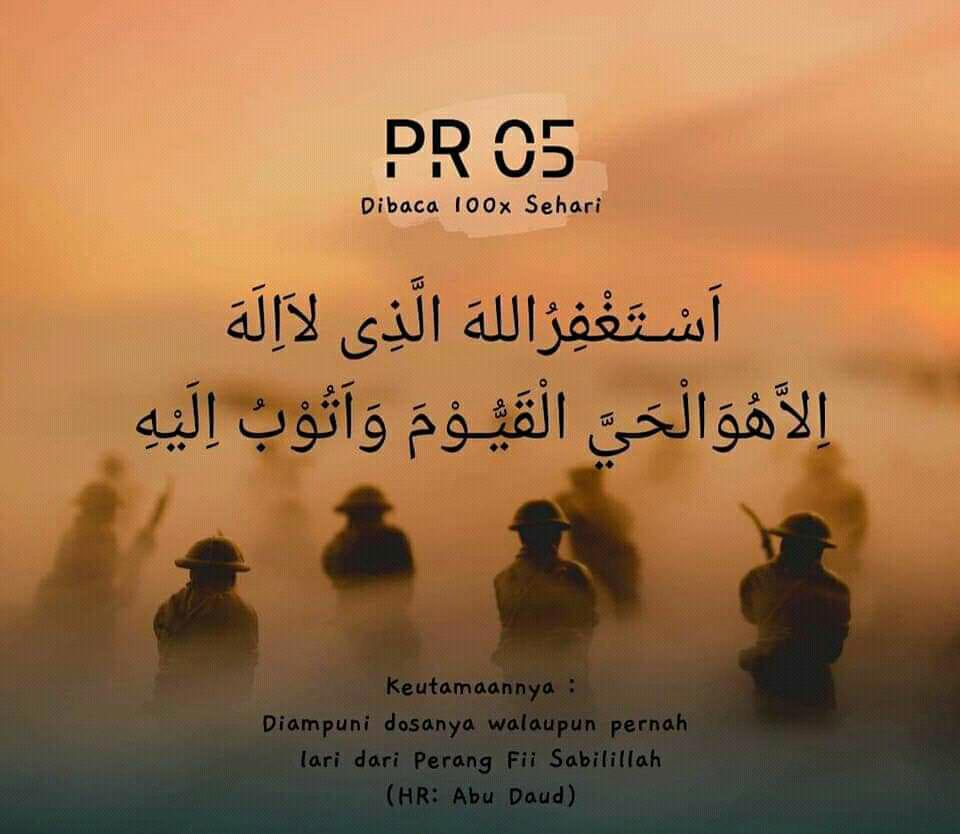 PR 05
Dibaca 100x Sehari
اَسْتَغْفِرُاللهَ الَّذِى لاَاِلَهَ
اِلاَّهُوَالْحَيَّ الْقَيُّـوْمَ وَاَتُوْبُ اِلَيْهِ
Keutamaannya :
Diampuni dosanya walaupun pernah
lari dari Perang Fii Sabilillah
(HR: Abu Daud)